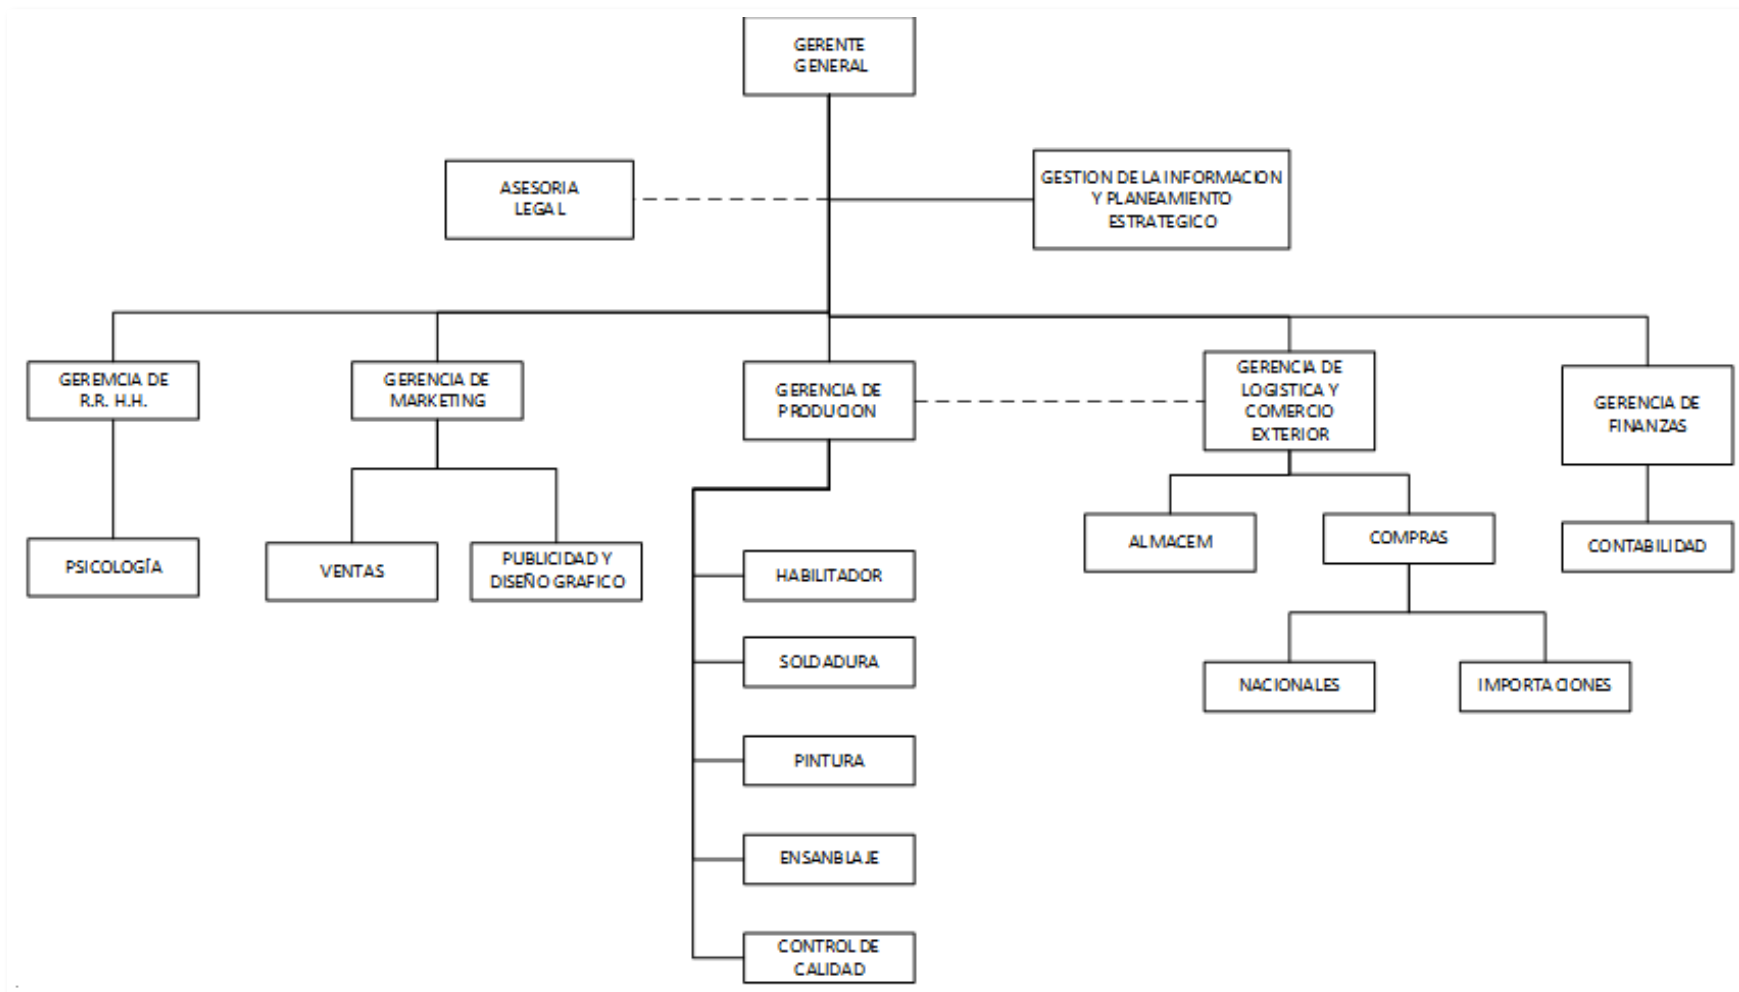 GERENTE
GENERAL
ASESORIA
LEGAL
GESTION DE LA INFORMACION
Y PLANEAMIENTO
ESTRATEGICO
GEREMCIA DE
R.R. H.H.
GERENCIA DE
MARKETING
GERENCIA DE
PRODUCION
GERENCIA DE
LOGISTICA Y
COMERCIO
EXTERIOR
GERENCIA DE
FINANZAS
PSICOLOGÍA
VENTAS
PUBLICIDAD Y
DISEÑO GRAFICO
HABILITADOR
SOLDADURA
PINTURA
ENSANBLAJE
CONTROL DE
CALIDAD
ALMACEM
COMPRAS
NACIONALES
IMPORTACIONES
CONTABILIDAD